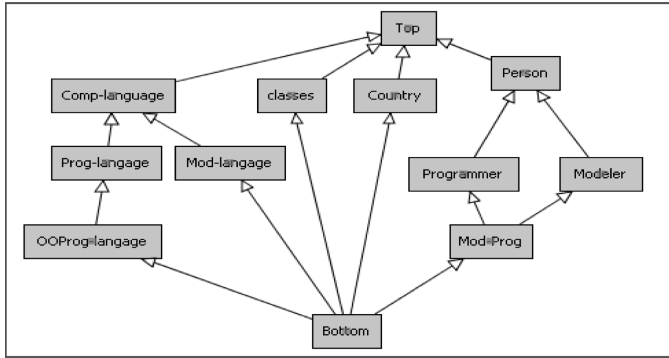 Top
Person
Comp-language
classes
Country
Prog-langage
Mod-langage
Programmer
Modeler
OOProg-langage
Mod-Prog
Bottom